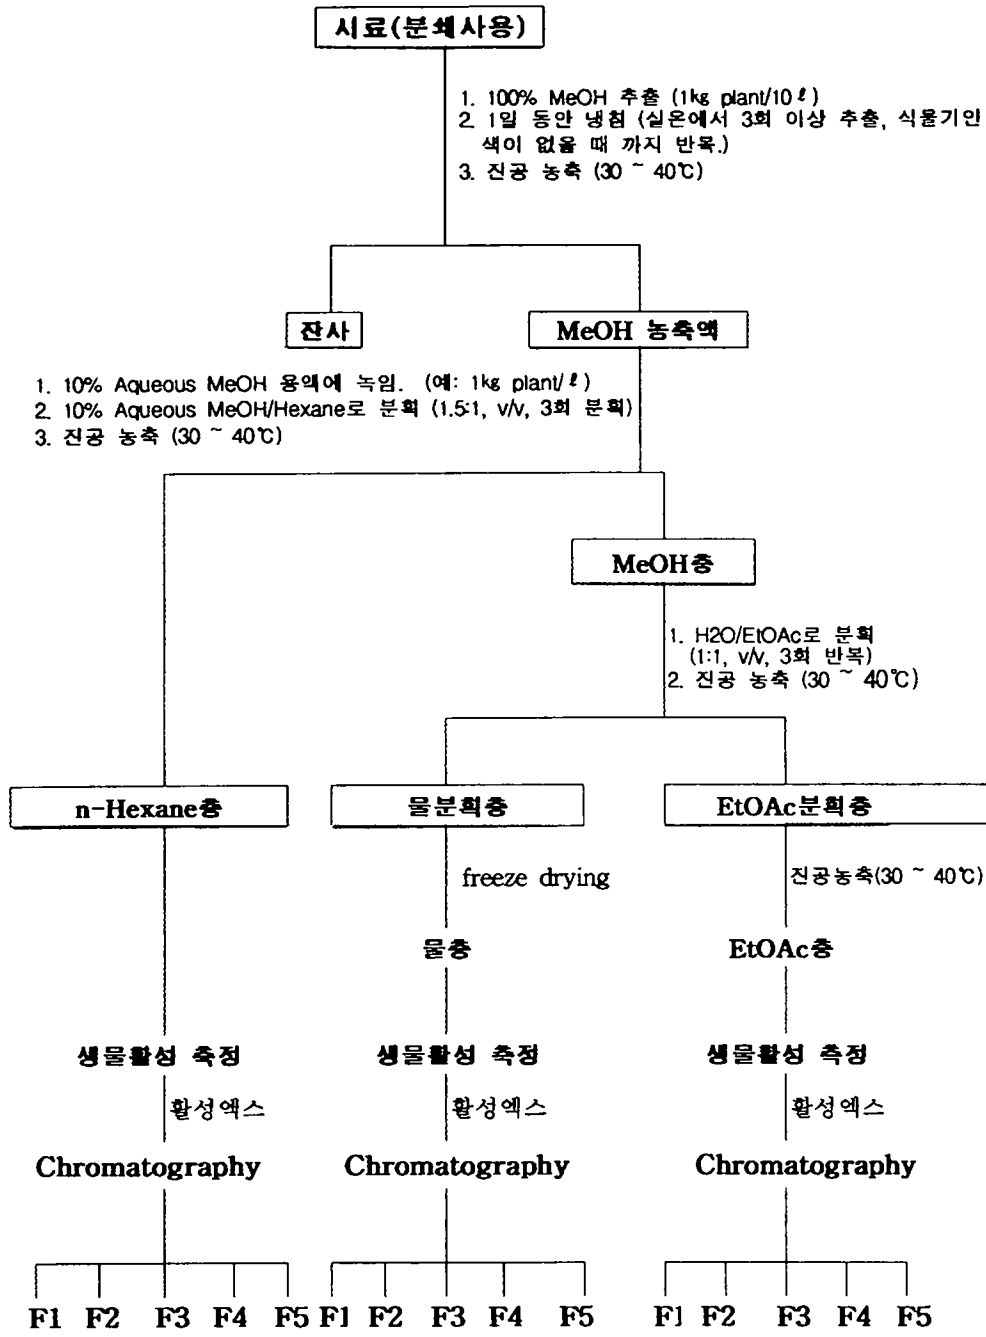 시료(분쇄사용)
1. 100% MeOH 추출 (1kg plant/10ℓ)
2. 1일 동안 냉침 (실온에서 3회 이상 추출, 식물기안
색이 없을 때 까지 반복.)
3. 진공 농축 (30 ~ 40℃)
잔사
MeOH 농축액
1. 10% Aqueous MeOH 용액에 녹임. (예: 1kg plant/ℓ)
2. 10% Aqueous MeOH/Hexane로 분획 (1.5:1, v/v, 3회 분획)
3. 진공 농축 (30 ~ 40℃)
MeOH층
1. H2O/EtOAc로 분획
(1:1, v/v, 3회 반복)
2. 진공 농축 (30 ~ 40℃)
n-Hexane층
물분획층
EtOAc분획층
freeze drying
진공농축(30 ~ 40℃)
물층
EtOAc층
생물활성 측정
생물활성 측정
생물활성 측정
활성엑스
활성엑스
활성엑스
Chromatography
Chromatography
Chromatography
F1 F2 F3 F4 F5
F1 F2 F3 F4 F5
F1 F2 F3 F4 F5